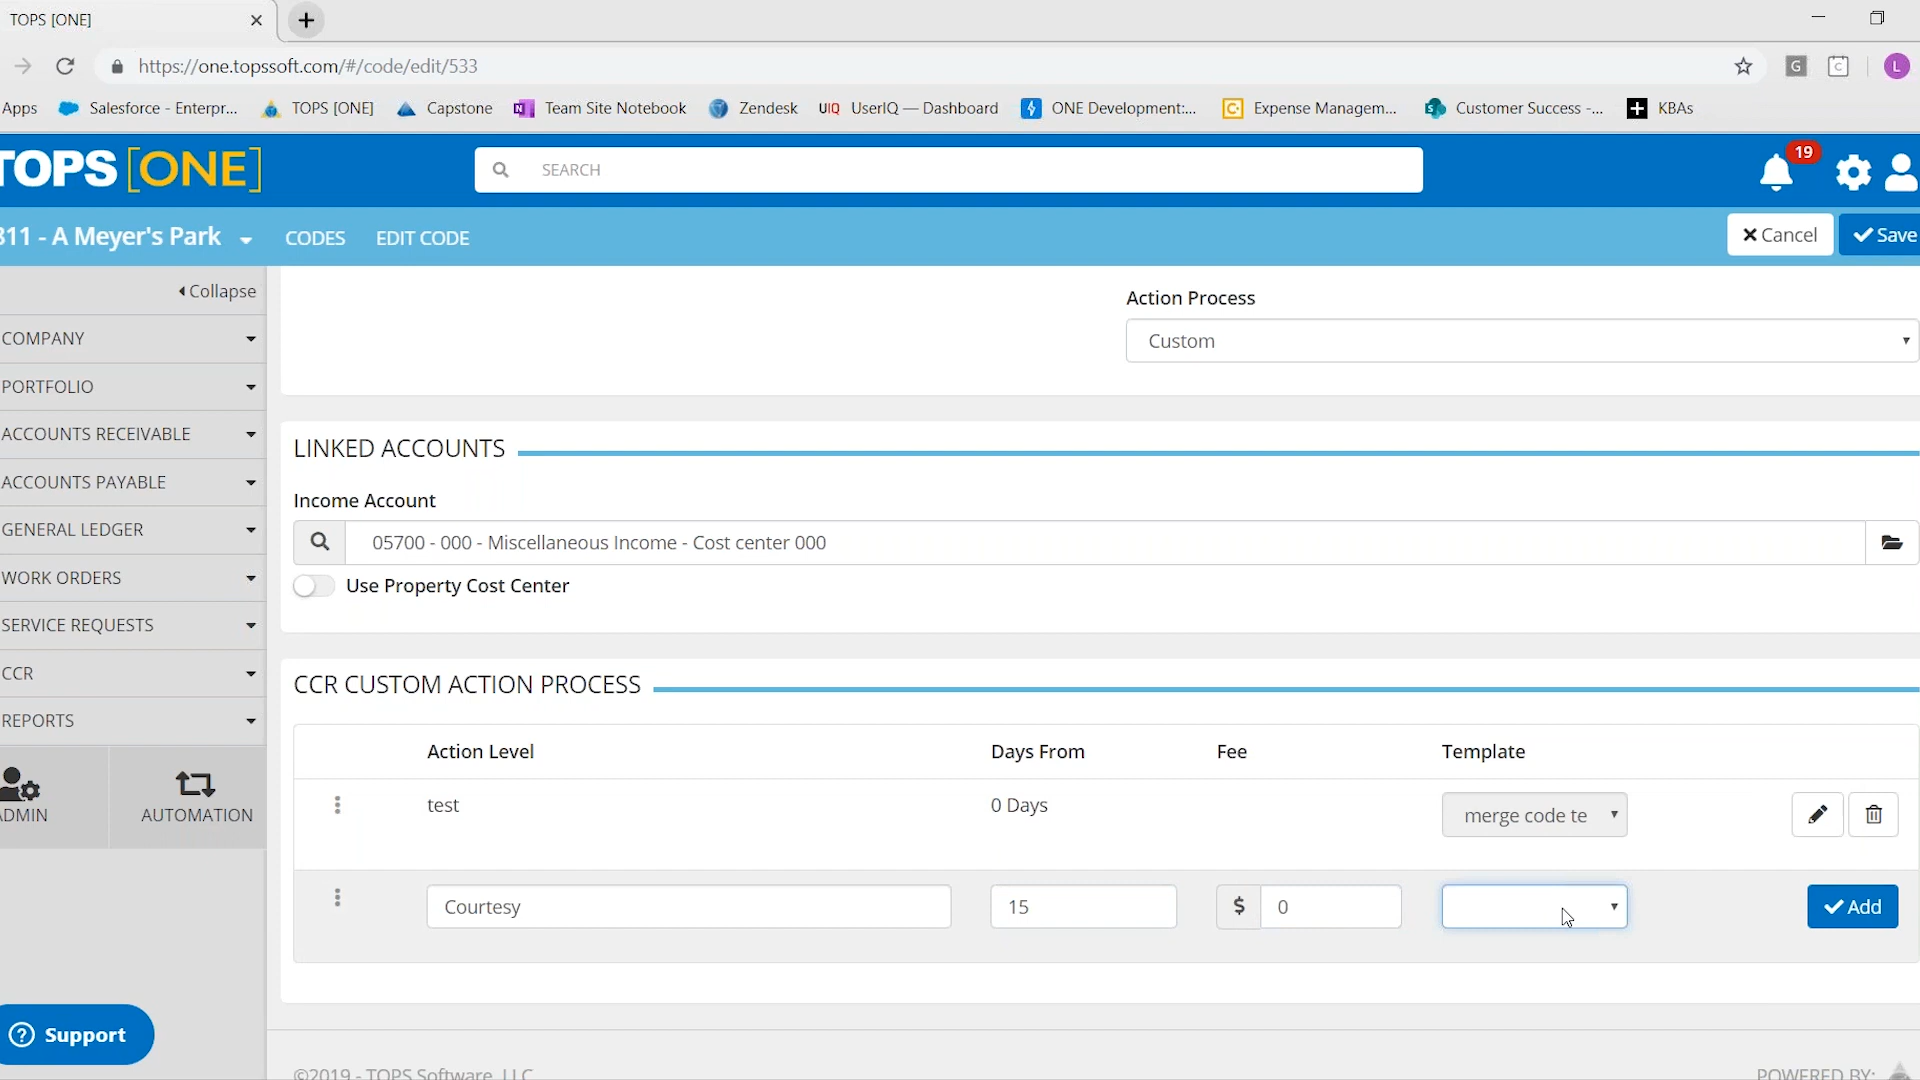 TOPS [ONE]
https://one.topssoft.com/#/code/edit/533
G
C
L
Apps
Salesforce - Enterpr...
TOPS [ONE]
Capstone
N
Team Site Notebook
Zendesk
UIQ
UserIQ — Dashboard
ONE Development:...
C
Expense Managem...
S
Customer Success -...
KBAs
TOPS [ONE]
SEARCH
19
811 - A Meyer's Park
CODES
EDIT CODE
Cancel
Save
Collapse
COMPANY
PORTFOLIO
ACCOUNTS RECEIVABLE
ACCOUNTS PAYABLE
GENERAL LEDGER
WORK ORDERS
SERVICE REQUESTS
CCR
REPORTS
ADMIN
AUTOMATION
? Support
Action Process
Custom
LINKED ACCOUNTS
Income Account
05700 - 000 - Miscellaneous Income - Cost center 000
Use Property Cost Center
CCR CUSTOM ACTION PROCESS
Action Level Days From Fee Template
test 0 Days merge code te
Courtesy 15 $ 0 Add
©2019 - TOPS Software, LLC
POWERED BY: